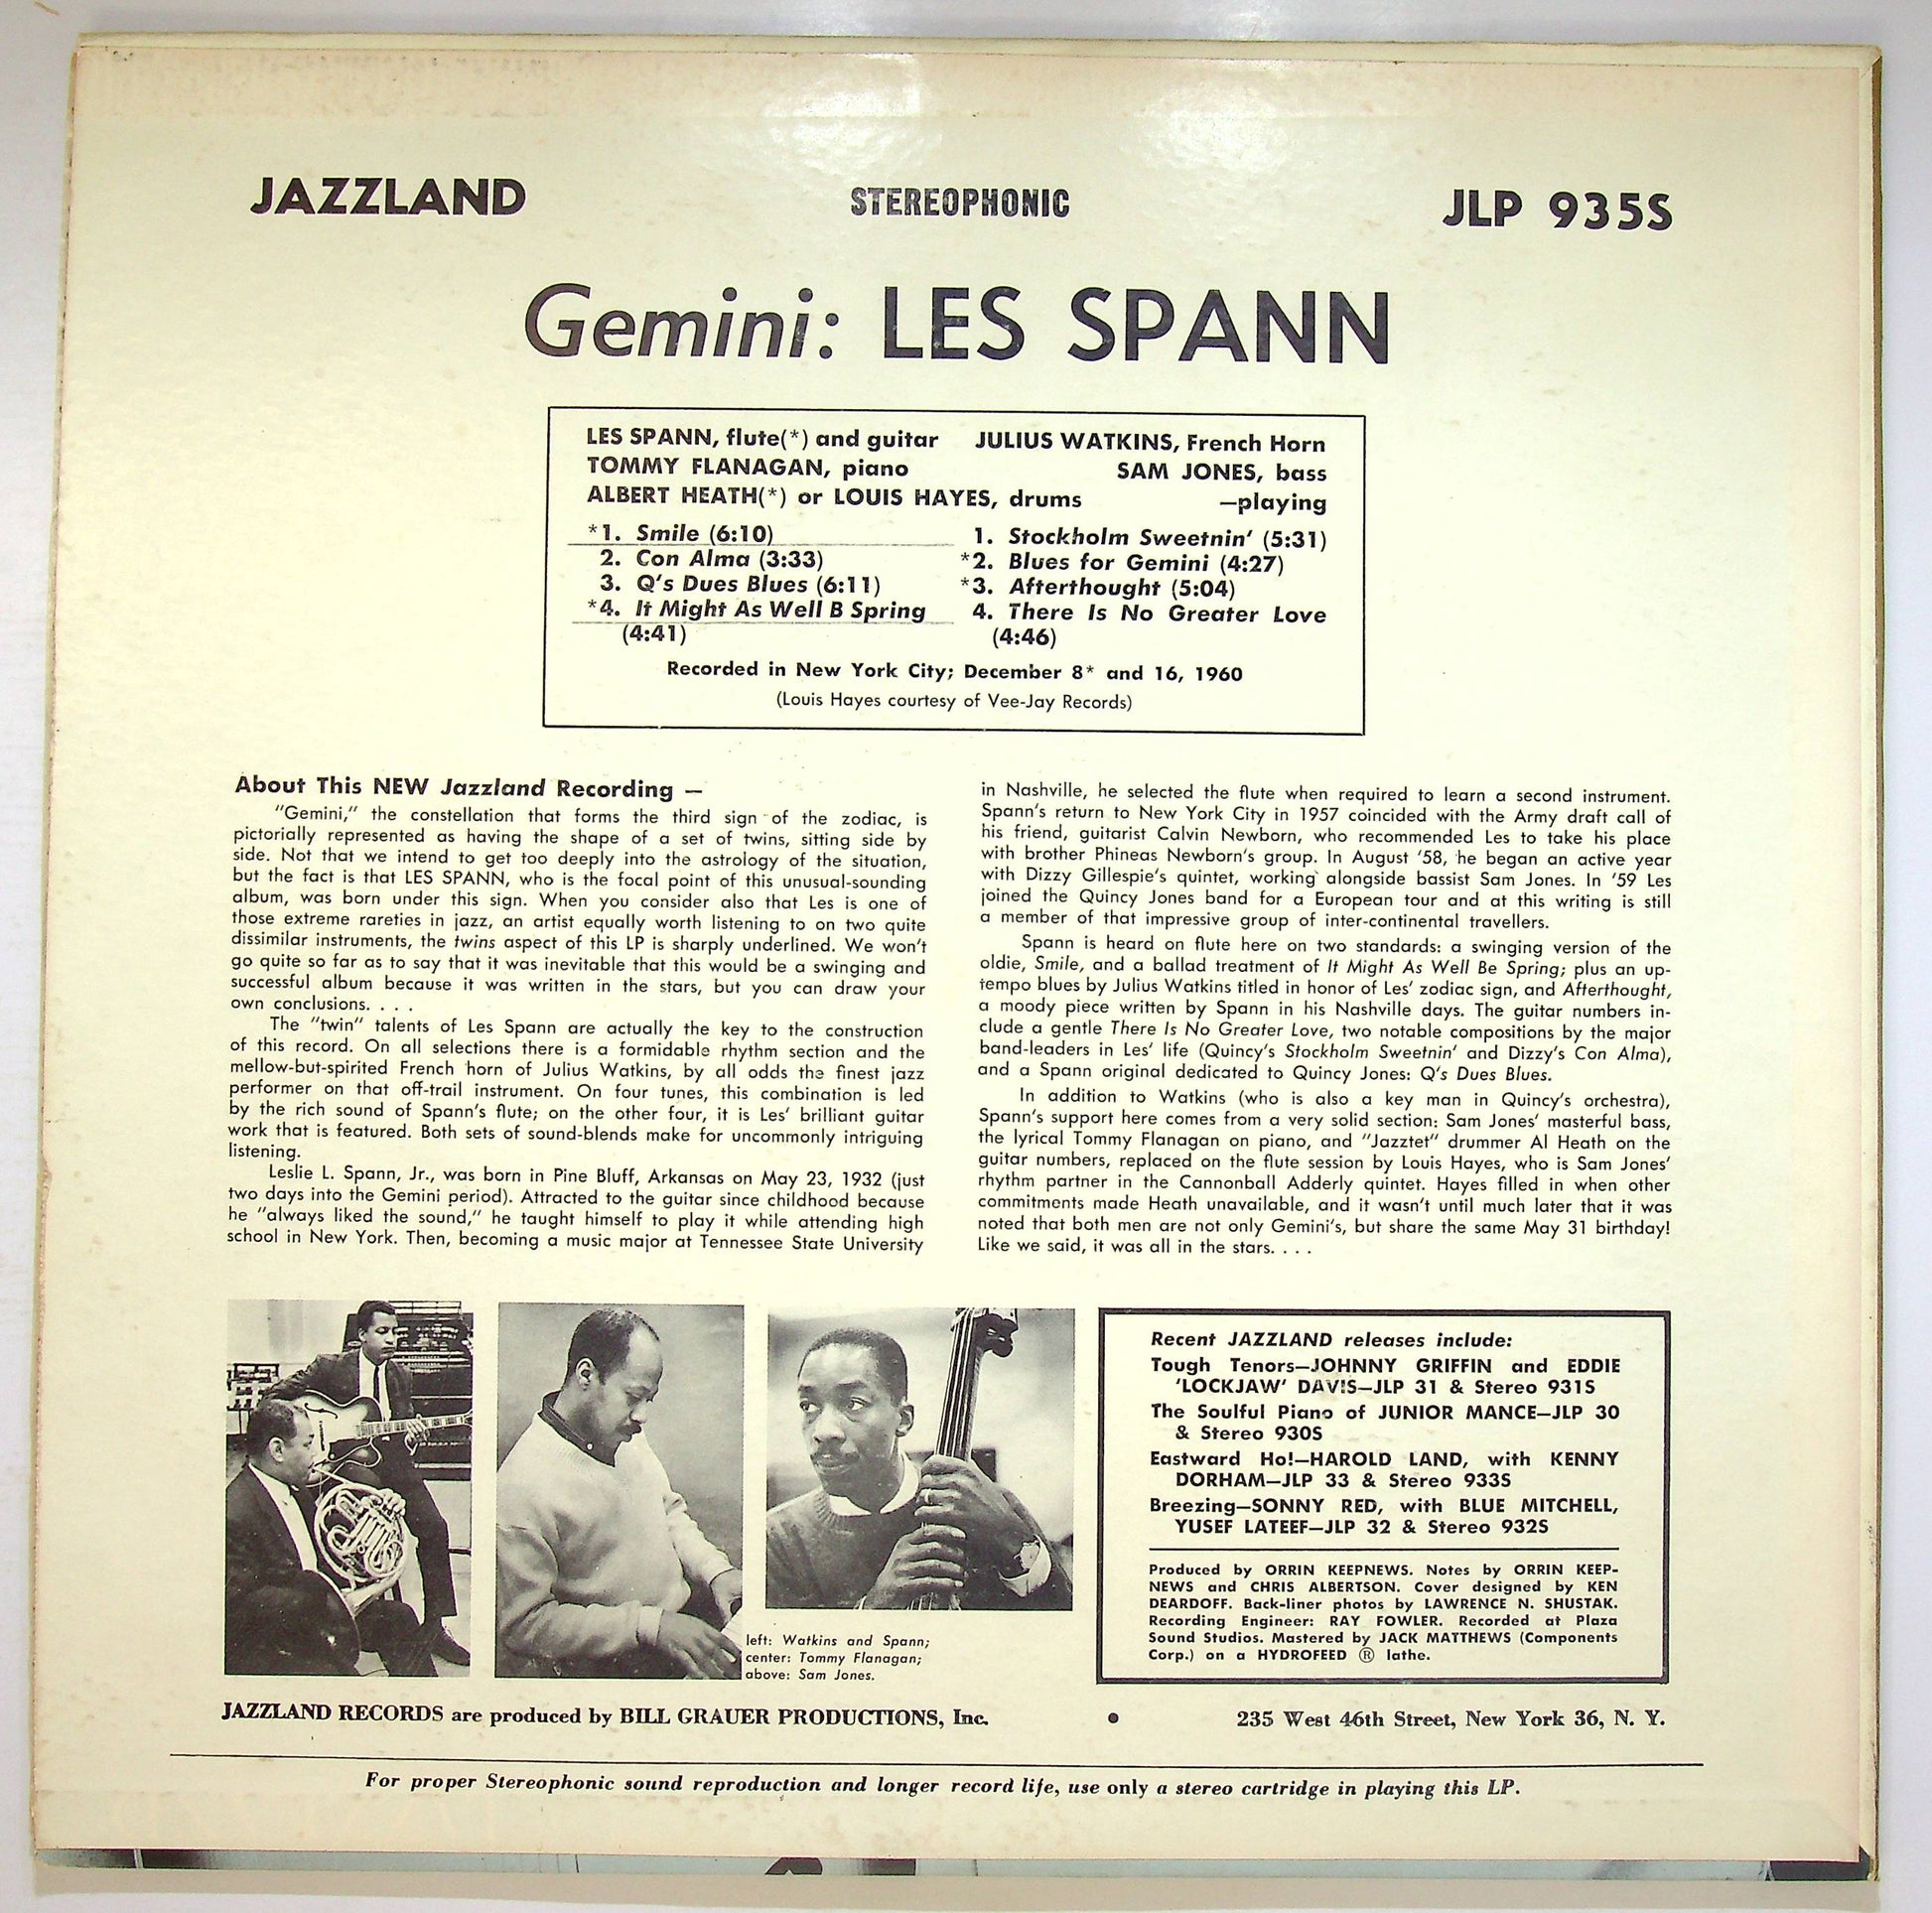 JAZZLAND STEREOPHONIC JLP 935S
Gemini: LES SPANN
LES SPANN, flute(*) and guitar JULIUS WATKINS, French Horn
TOMMY FLANAGAN, piano SAM JONES, bass
ALBERT HEATH(*) or LOUIS HAYES, drums —playing
*1. Smile (6:10)
2. Con Alma (3:33)
3. Q's Dues Blues (6:11)
*4. It Might As Well B Spring
(4:41)
1. Stockholm Sweetnin' (5:31)
*2. Blues for Gemini (4:27)
*3. Afterthought (5:04)
4. There Is No Greater Love
(4:46)
Recorded in New York City; December 8* and 16, 1960
(Louis Hayes courtesy of Vee-Jay Records)
About This NEW Jazzland Recording —
"Gemini," the constellation that forms the third sign of the zodiac, is
pictorially represented as having the shape of a set of twins, sitting side by
side. Not that we intend to get too deeply into the astrology of the situation,
but the fact is that LES SPANN, who is the focal point of this unusual-sounding
album, was born under this sign. When you consider also that Les is one of
those extreme rareties in jazz, an artist equally worth listening to on two quite
dissimilar instruments, the twins aspect of this LP is sharply underlined. We won't
go quite so far as to say that it was inevitable that this would be a swinging and
successful album because it was written in the stars, but you can draw your
own conclusions. . . .
The "twin" talents of Les Spann are actually the key to the construction
of this record. On all selections there is a formidable rhythm section and the
mellow-but-spirited French horn of Julius Watkins, by all odds the finest jazz
performer on that off-trail instrument. On four tunes, this combination is led
by the rich sound of Spann's flute; on the other four, it is Les' brilliant guitar
work that is featured. Both sets of sound-blends make for uncommonly intriguing
listening.
Leslie L. Spann, Jr., was born in Pine Bluff, Arkansas on May 23, 1932 (just
two days into the Gemini period). Attracted to the guitar since childhood because
he "always liked the sound," he taught himself to play it while attending high
school in New York. Then, becoming a music major at Tennessee State University
in Nashville, he selected the flute when required to learn a second instrument.
Spann's return to New York City in 1957 coincided with the Army draft call of
his friend, guitarist Calvin Newborn, who recommended Les to take his place
with brother Phineas Newborn's group. In August '58, he began an active year
with Dizzy Gillespie's quintet, working alongside bassist Sam Jones. In '59 Les
joined the Quincy Jones band for a European tour and at this writing is still
a member of that impressive group of inter-continental travellers.
Spann is heard on flute here on two standards: a swinging version of the
oldie, Smile, and a ballad treatment of It Might As Well Be Spring; plus an up-
tempo blues by Julius Watkins titled in honor of Les' zodiac sign, and Afterthought,
a moody piece written by Spann in his Nashville days. The guitar numbers in-
clude a gentle There Is No Greater Love, two notable compositions by the major
band-leaders in Les' life (Quincy's Stockholm Sweetnin' and Dizzy's Con Alma),
and a Spann original dedicated to Quincy Jones: Q's Dues Blues.
In addition to Watkins (who is also a key man in Quincy's orchestra),
Spann's support here comes from a very solid section: Sam Jones' masterful bass,
the lyrical Tommy Flanagan on piano, and "Jazztet" drummer Al Heath on the
guitar numbers, replaced on the flute session by Louis Hayes, who is Sam Jones'
rhythm partner in the Cannonball Adderly quintet. Hayes filled in when other
commitments made Heath unavailable, and it wasn't until much later that it was
noted that both men are not only Gemini's, but share the same May 31 birthday!
Like we said, it was all in the stars. . . .
left: Watkins and Spann;
center: Tommy Flanagan;
above: Sam Jones.
Recent JAZZLAND releases include:
Tough Tenors—JOHNNY GRIFFIN and EDDIE
'LOCKJAW' DAVIS—JLP 31 & Stereo 931S
The Soulful Piano of JUNIOR MANCE—JLP 30
& Stereo 930S
Eastward Ho!—HAROLD LAND, with KENNY
DORHAM—JLP 33 & Stereo 933S
Breezing—SONNY RED, with BLUE MITCHELL,
YUSEF LATEEF—JLP 32 & Stereo 932S
Produced by ORRIN KEEPNEWS. Notes by ORRIN KEEP-
NEWS and CHRIS ALBERTSON. Cover designed by KEN
DEARDOFF. Back-liner photos by LAWRENCE N. SHUSTAK.
Recording Engineer: RAY FOWLER. Recorded at Plaza
Sound Studios. Mastered by JACK MATTHEWS (Components
Corp.) on a HYDROFEED ® lathe.
JAZZLAND RECORDS are produced by BILL GRAUER PRODUCTIONS, Inc. • 235 West 46th Street, New York 36, N. Y.
For proper Stereophonic sound reproduction and longer record life, use only a stereo cartridge in playing this LP.